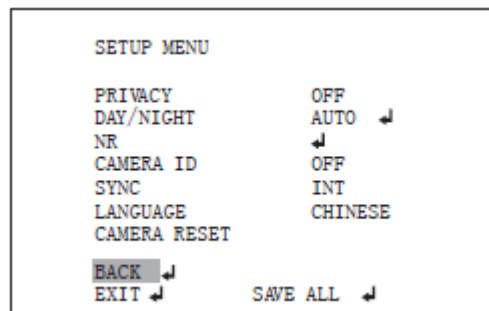 SETUP MENU
PRIVACY OFF
DAY/NIGHT AUTO ↲
NR ↲
CAMERA ID OFF
SYNC INT
LANGUAGE CHINESE
CAMERA RESET
BACK ↲
EXIT ↲ SAVE ALL ↲